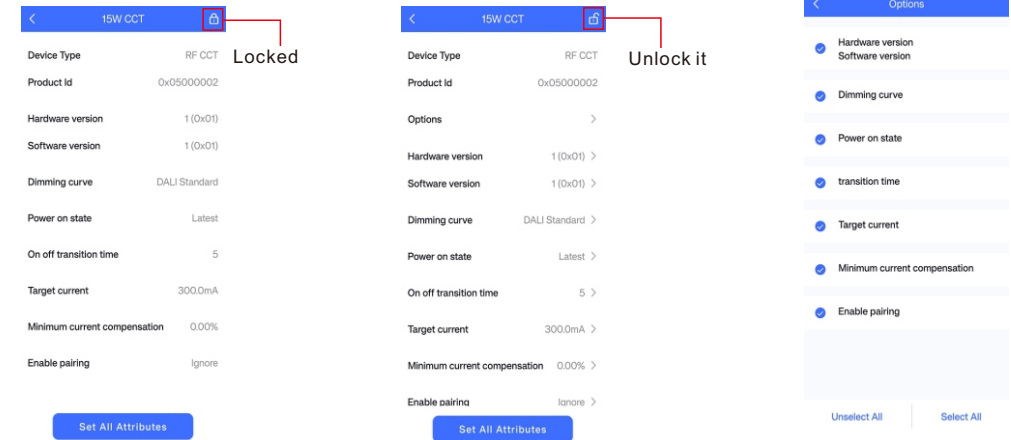 15W CCT
Locked
Device Type RF CCT
Product Id 0x05000002
Hardware version 1 (0x01)
Software version 1 (0x01)
Dimming curve DALI Standard
Power on state Latest
On off transition time 5
Target current 300.0mA
Minimum current compensation 0.00%
Enable pairing Ignore
Set All Attributes
15W CCT
Unlock it
Device Type RF CCT
Product Id 0x05000002
Options
Hardware version 1 (0x01)
Software version 1 (0x01)
Dimming curve DALI Standard
Power on state Latest
On off transition time 5
Target current 300.0mA
Minimum current compensation 0.00%
Enable pairing Ignore
Set All Attributes
Options
Hardware version
Software version
Dimming curve
Power on state
transition time
Target current
Minimum current compensation
Enable pairing
Unselect All Select All